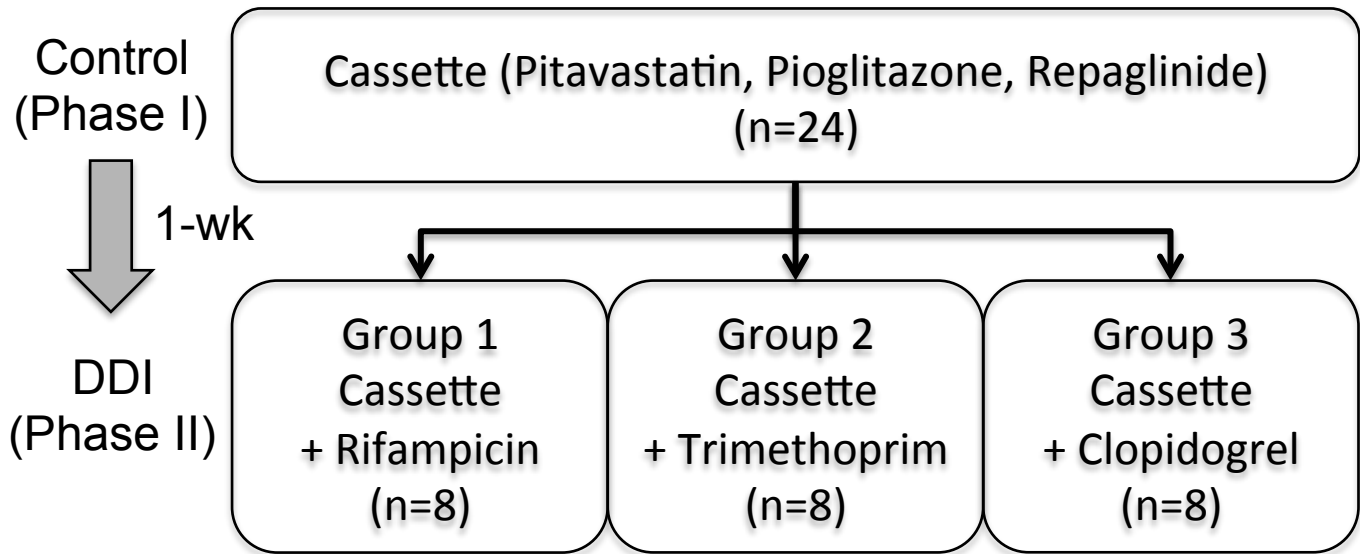 Control
(Phase I)
Cassette (Pitavastatin, Pioglitazone, Repaglinide)
(n=24)
1-wk
DDI
(Phase II)
Group 1
Cassette
+ Rifampicin
(n=8)
Group 2
Cassette
+ Trimethoprim
(n=8)
Group 3
Cassette
+ Clopidogrel
(n=8)